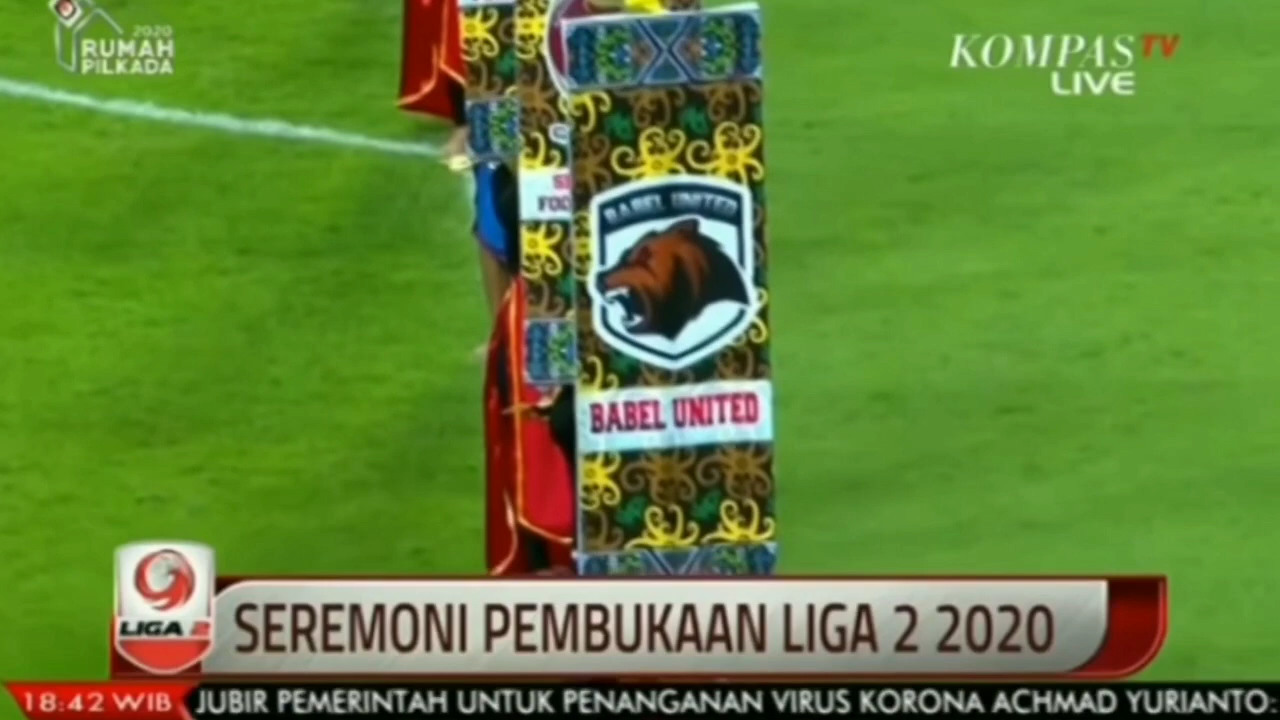 2020
RUMAH
PILKADA
KOMPAS TV
LIVE
BABEL UNITED
BABEL UNITED
LIGA 2
SEREMONI PEMBUKAAN LIGA 2 2020
18:42 WIB
JUBIR PEMERINTAH UNTUK PENANGANAN VIRUS KORONA ACHMAD YURIANTO: